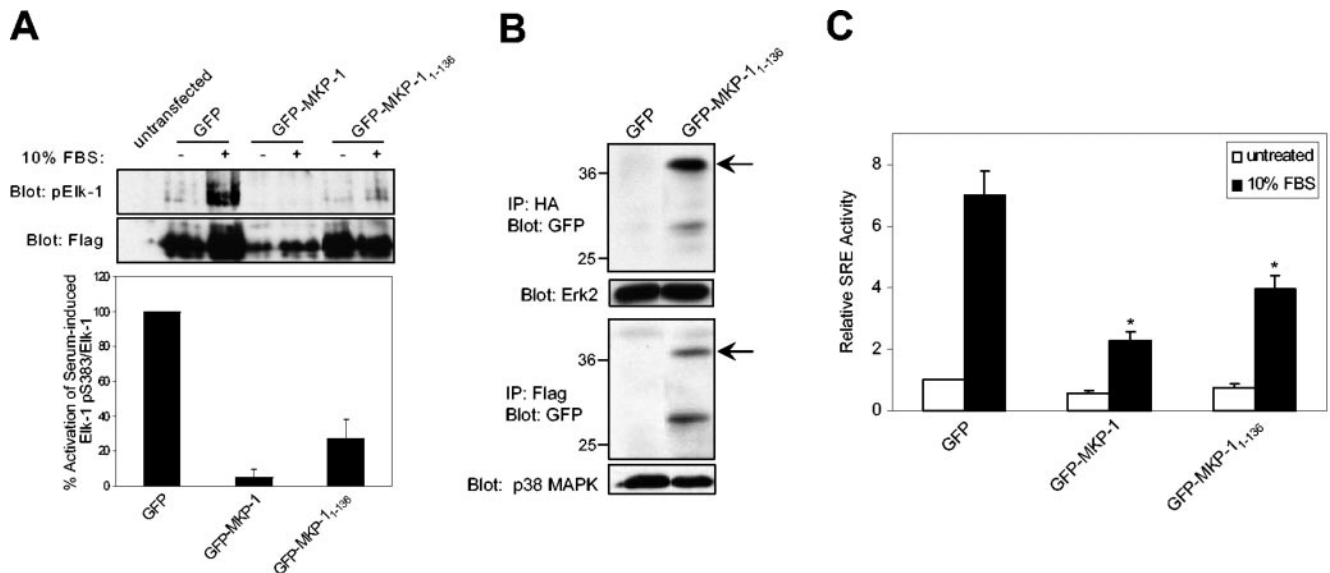 A
untransfected
GFP
GFP-MKP-1
GFP-MKP-1₁₋₁₃₆
10% FBS: - + - + - +
Blot: pElk-1
Blot: Flag
% Activation of Serum-induced
Elk-1 pS383/Elk-1
120
100
80
60
40
20
0
GFP
GFP-MKP-1
GFP-MKP-1₁₋₁₃₆
B
GFP
GFP-MKP-1₁₋₁₃₆
36
IP: HA
Blot: GFP
25
Blot: Erk2
36
IP: Flag
Blot: GFP
25
Blot: p38 MAPK
C
untreated
10% FBS
Relative SRE Activity
8
6
4
2
0
*
*
GFP
GFP-MKP-1
GFP-MKP-1₁₋₁₃₆